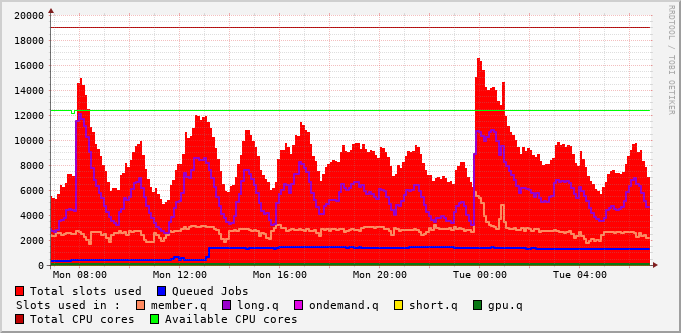 20000
18000
16000
14000
12000
10000
8000
6000
4000
2000
0
Mon 08:00 Mon 12:00 Mon 16:00 Mon 20:00 Tue 00:00 Tue 04:00
RRDTOOL / TOBI OETIKER
Total slots used Queued Jobs
Slots used in : member.q long.q ondemand.q short.q gpu.q
Total CPU cores Available CPU cores